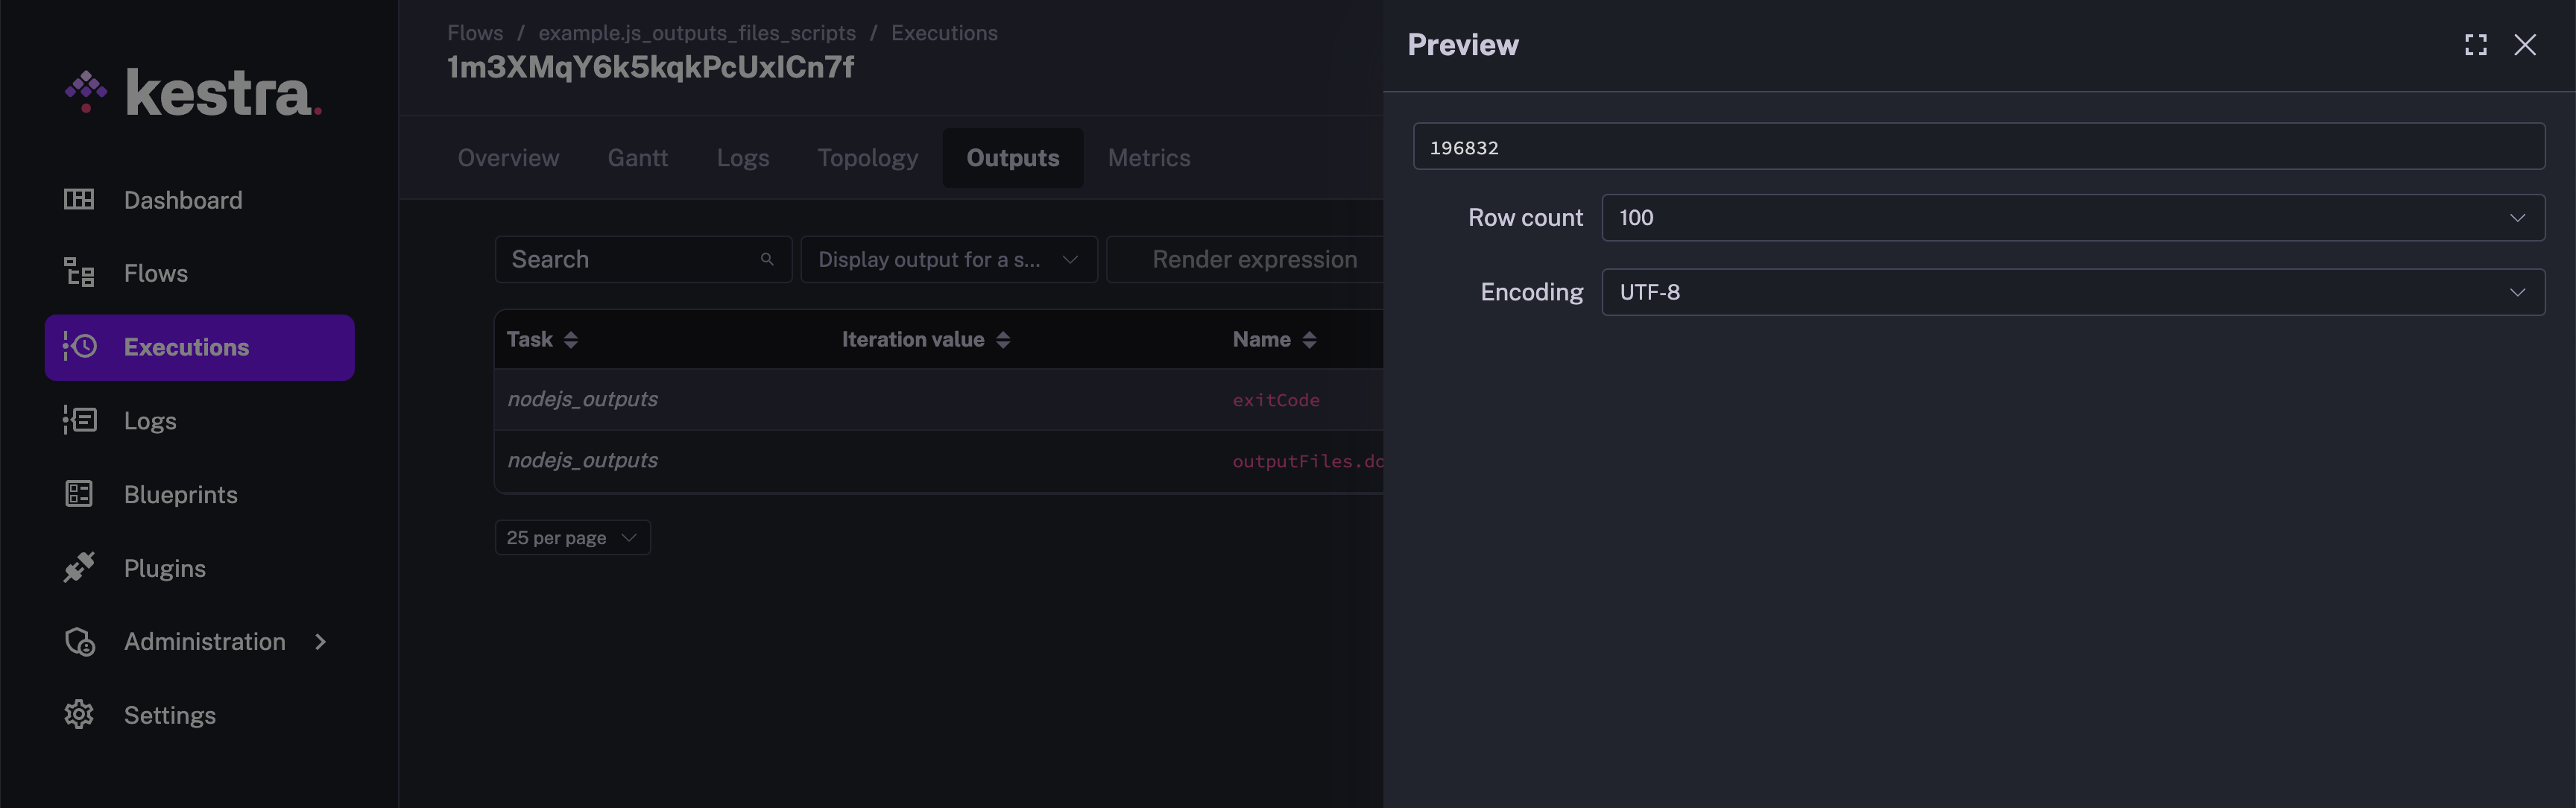 kestra.
Dashboard
Flows
Executions
Logs
Blueprints
Plugins
Administration
Settings
Flows / example.js_outputs_files_scripts / Executions
1m3XMqY6k5kqkPcUxICn7f
Overview Gantt Logs Topology Outputs Metrics
Search Display output for a s... Render expression
Task Iteration value Name
nodejs_outputs exitCode
nodejs_outputs outputFiles.do
25 per page
Preview
196832
Row count 100
Encoding UTF-8